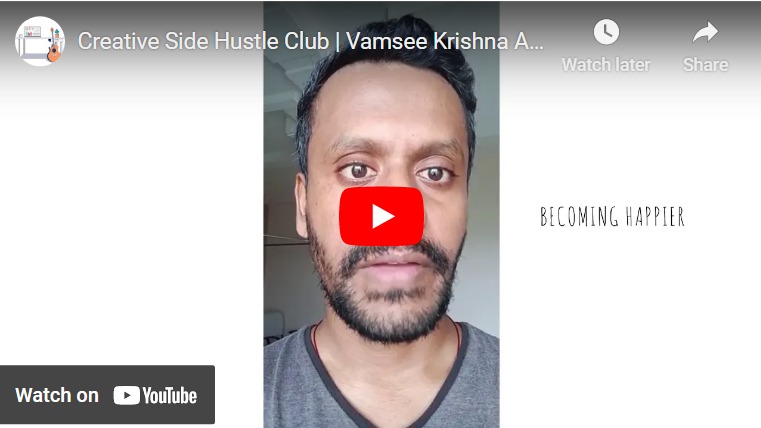 Creative Side Hustle Club | Vamsee Krishna A...
Watch later
Share
BECOMING HAPPIER
Watch on YouTube